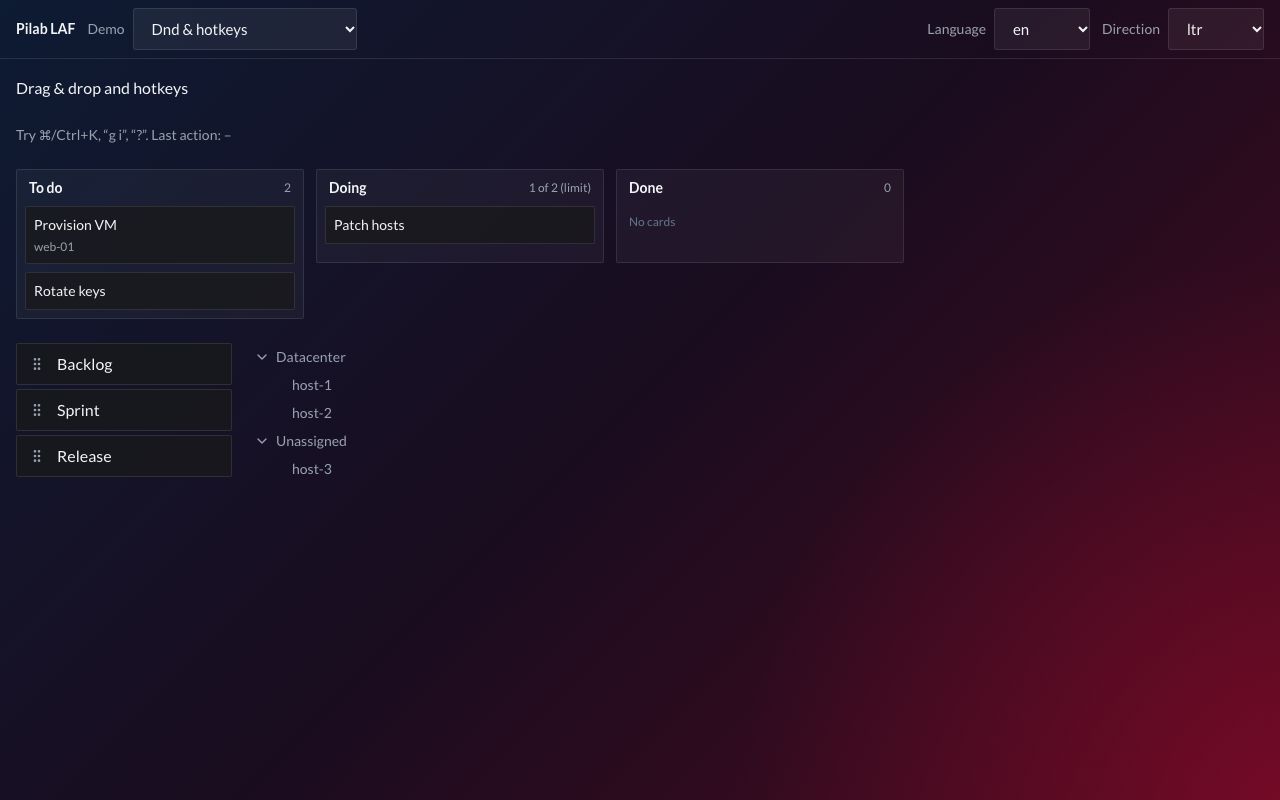 Pilab LAF Demo Dnd & hotkeys Language en Direction ltr
Drag & drop and hotkeys
Try ⌘/Ctrl+K, “g i”, “?”. Last action: –
To do 2
Provision VM
web-01
Rotate keys
Doing 1 of 2 (limit)
Patch hosts
Done 0
No cards
Backlog
Sprint
Release
Datacenter
host-1
host-2
Unassigned
host-3